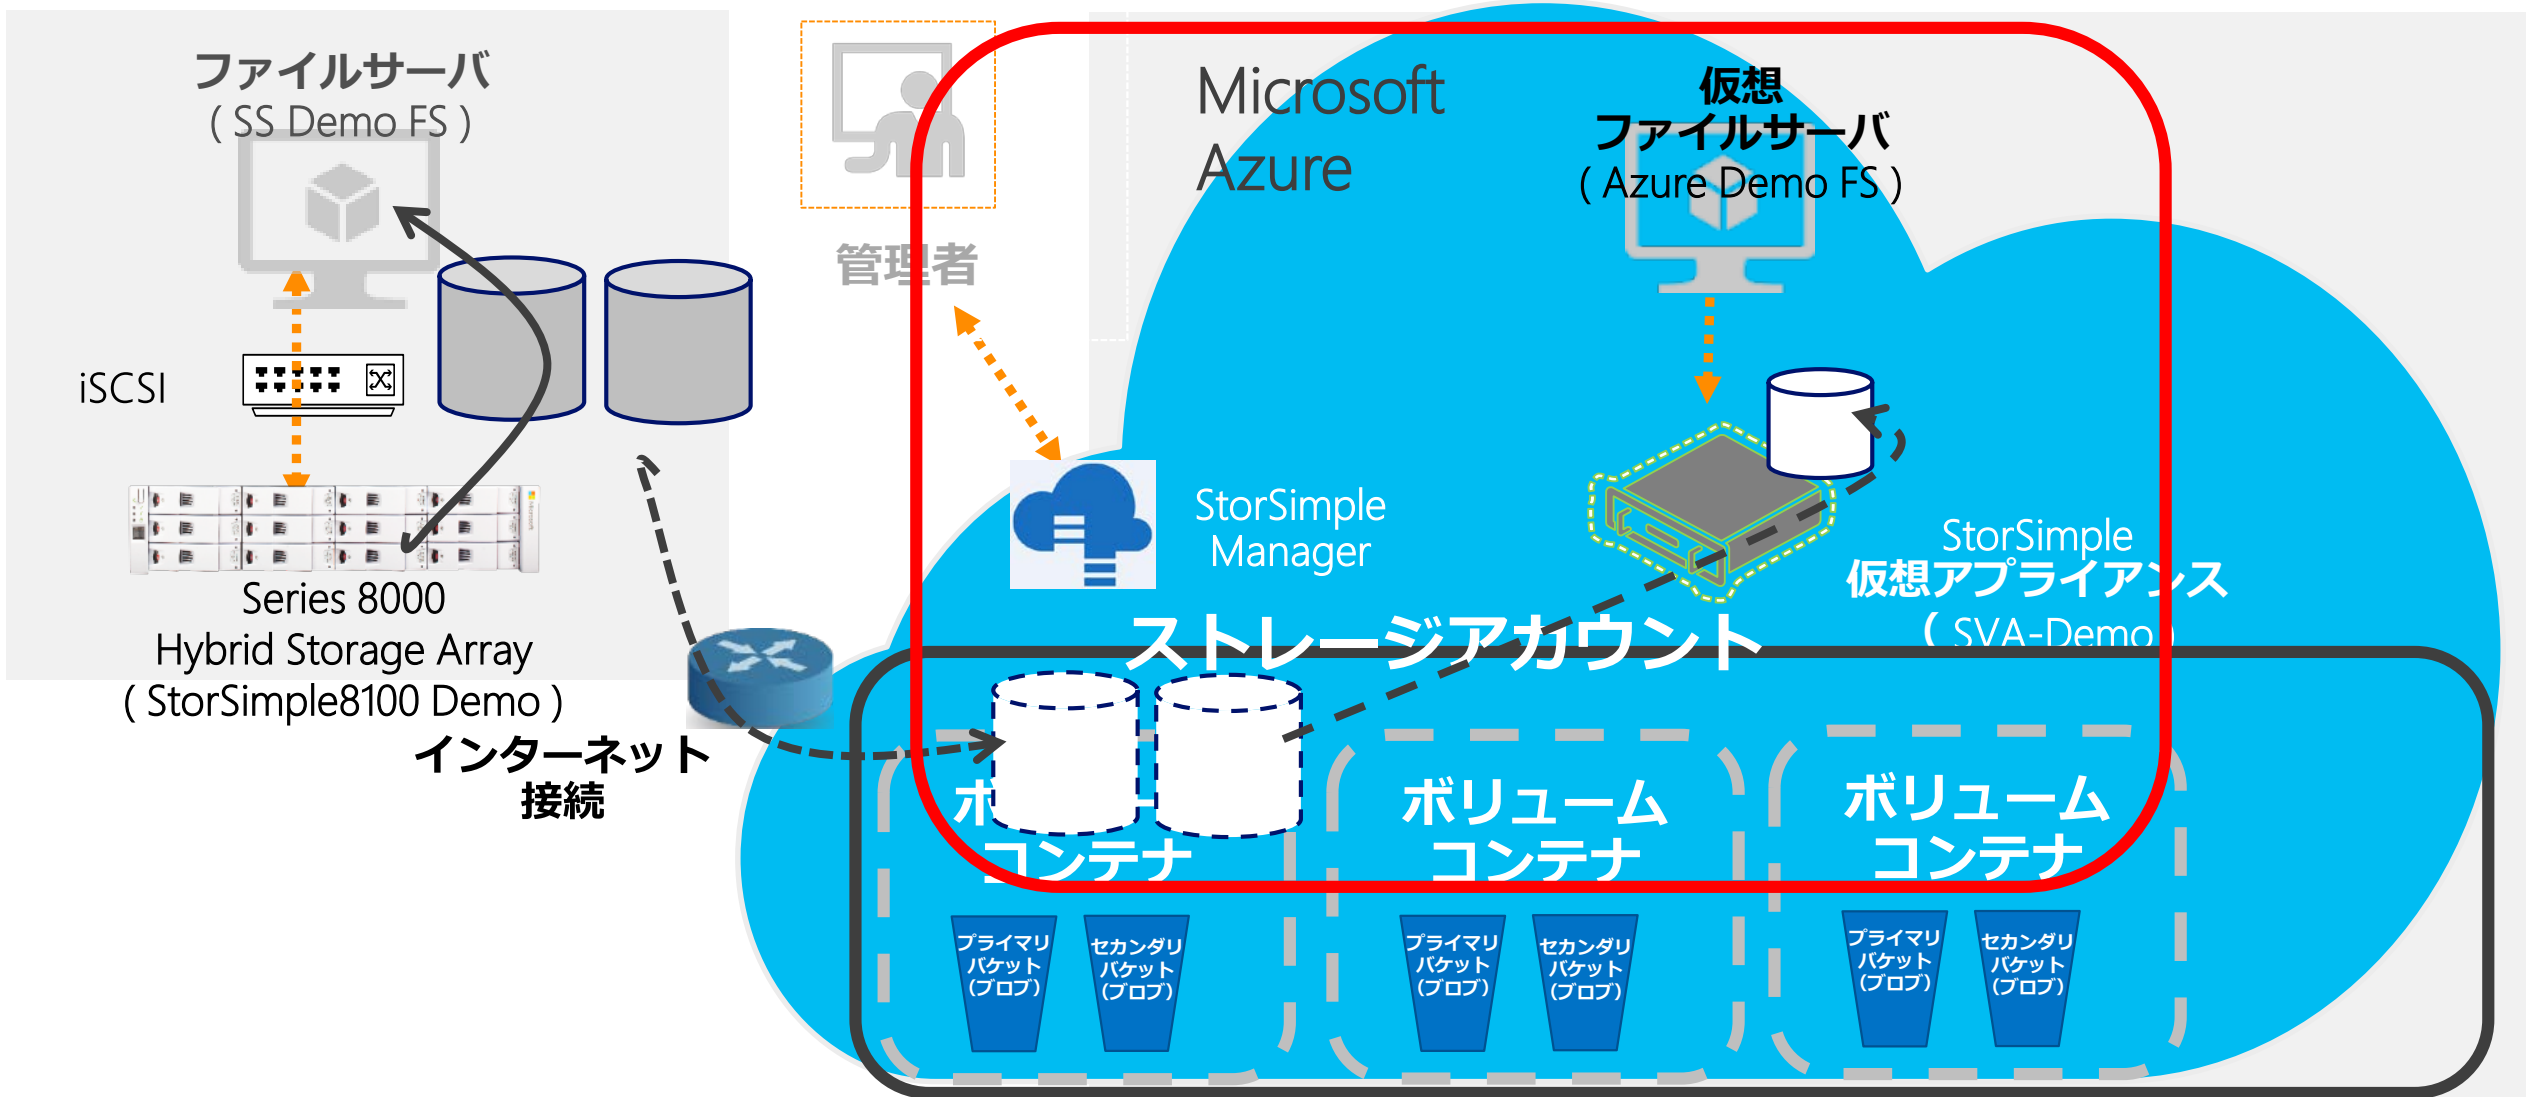 ファイルサーバ
( SS Demo FS )
iSCSI
Series 8000
Hybrid Storage Array
( StorSimple8100 Demo )
インターネット
接続
管理者
Microsoft
Azure
仮想
ファイルサーバ
( Azure Demo FS )
StorSimple
Manager
StorSimple
仮想アプライアンス
( SVA-Demo )
ストレージアカウント
ボ ー
コンテナ
ボリューム
コンテナ
ボリューム
コンテナ
プライマリ
バケット
(ブロブ)
セカンダリ
バケット
(ブロブ)
プライマリ
バケット
(ブロブ)
セカンダリ
バケット
(ブロブ)
プライマリ
バケット
(ブロブ)
セカンダリ
バケット
(ブロブ)